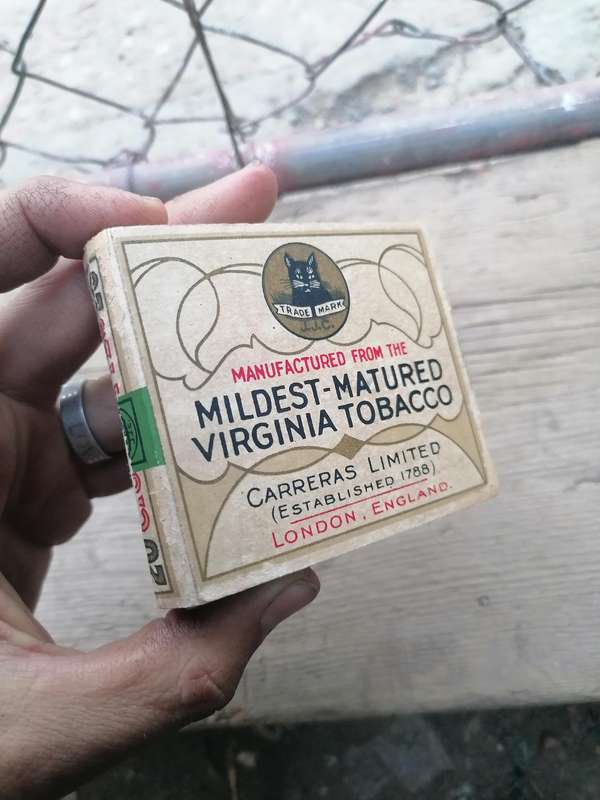 TRADE MARK
J.J.C.
MANUFACTURED FROM THE
MILDEST-MATURED
VIRGINIA TOBACCO
CARRERAS LIMITED
(ESTABLISHED 1788)
LONDON, ENGLAND.